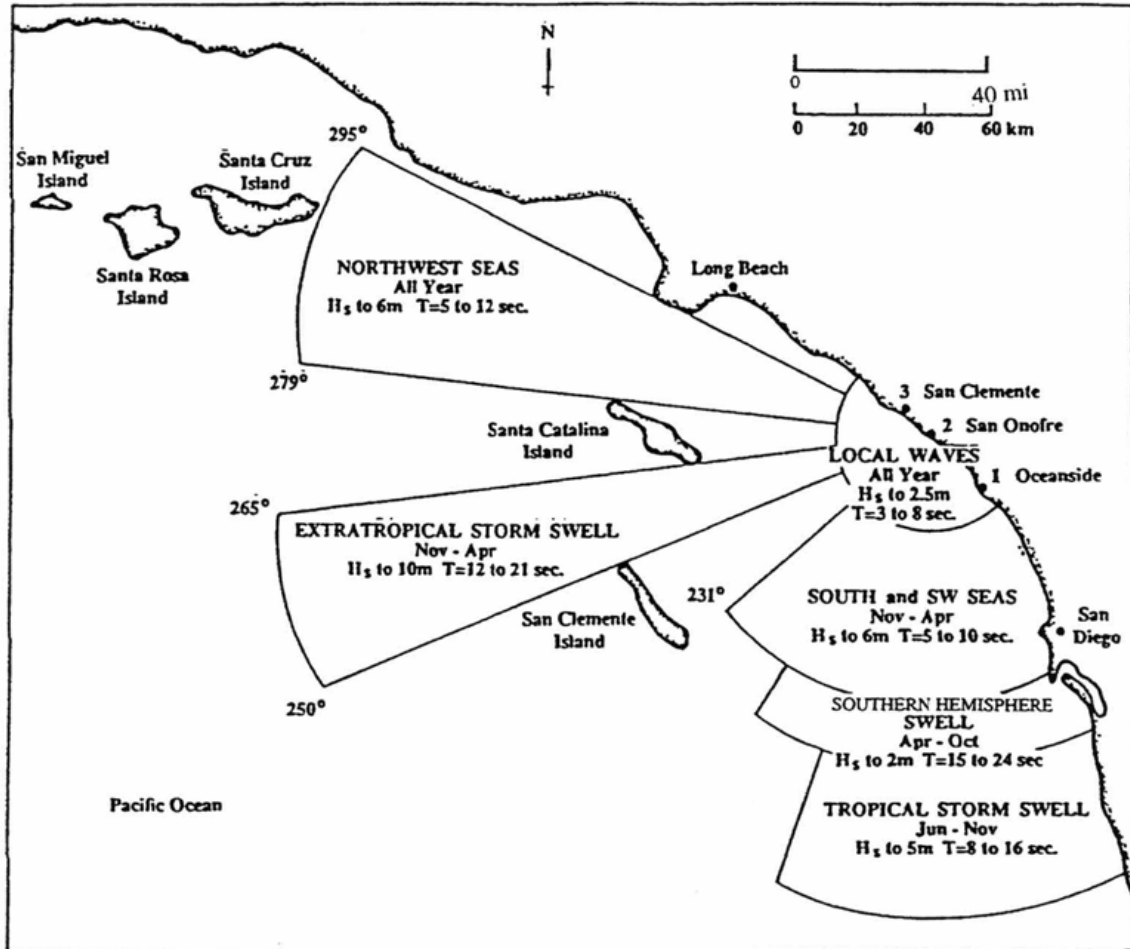 N
0
40 mi
0 20 40 60 km
295°
San Miguel
Island
Santa Cruz
Island
Santa Rosa
Island
NORTHWEST SEAS
All Year
Hs to 6m T=5 to 12 sec.
Long Beach
279°
3 San Clemente
2 San Onofre
Santa Catalina
Island
LOCAL WAVES
All Year
Hs to 2.5m
T=3 to 8 sec.
1 Oceanside
265°
EXTRATROPICAL STORM SWELL
Nov - Apr
Hs to 10m T=12 to 21 sec.
231°
SOUTH and SW SEAS
Nov - Apr
Hs to 6m T=5 to 10 sec.
San Clemente
Island
San
Diego
250°
SOUTHERN HEMISPHERE
SWELL
Apr - Oct
Hs to 2m T=15 to 24 sec
Pacific Ocean
TROPICAL STORM SWELL
Jun - Nov
Hs to 5m T=8 to 16 sec.